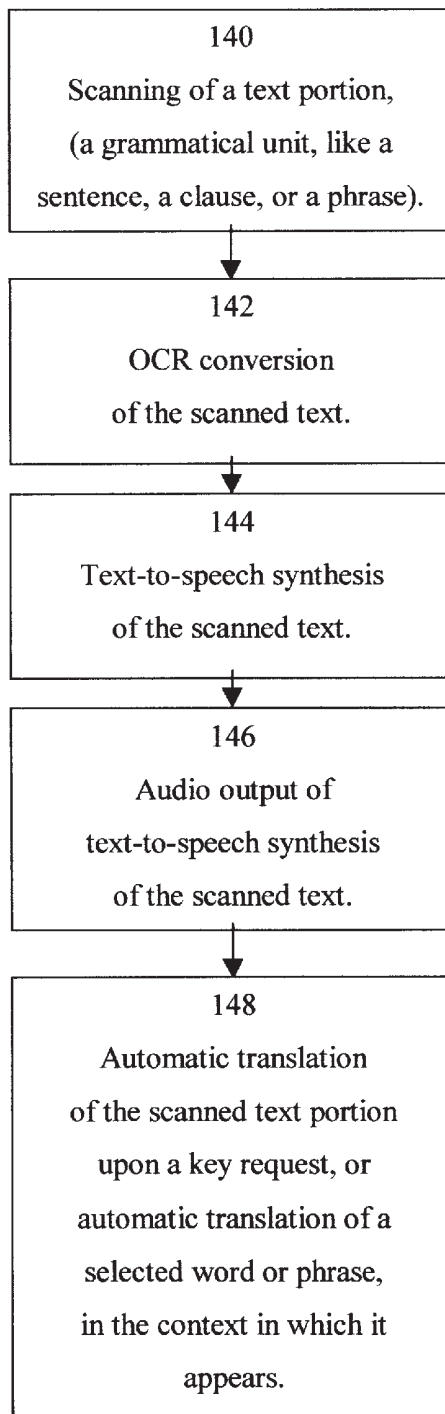 140
Scanning of a text portion,
(a grammatical unit, like a
sentence, a clause, or a phrase).
142
OCR conversion
of the scanned text.
144
Text-to-speech synthesis
of the scanned text.
146
Audio output of
text-to-speech synthesis
of the scanned text.
148
Automatic translation
of the scanned text portion
upon a key request, or
automatic translation of a
selected word or phrase,
in the context in which it
appears.